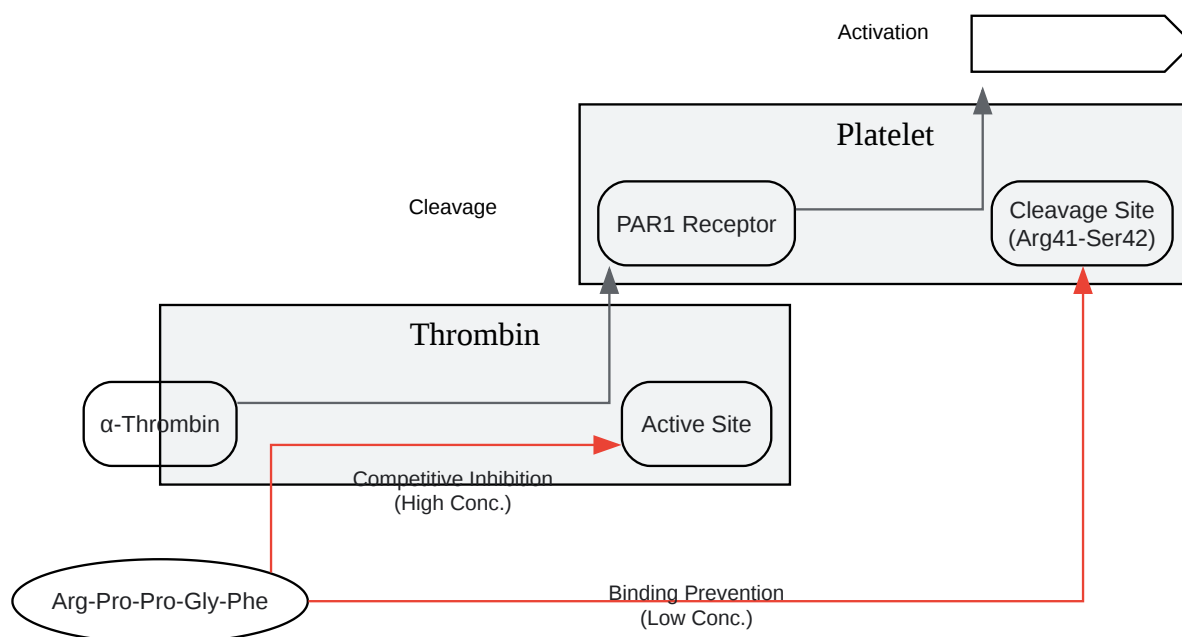 Activation
Platelet
Cleavage
PAR1 Receptor
Cleavage Site
(Arg41-Ser42)
Thrombin
α-Thrombin
Active Site
Competitive Inhibition
(High Conc.)
Arg-Pro-Pro-Gly-Phe
Binding Prevention
(Low Conc.)